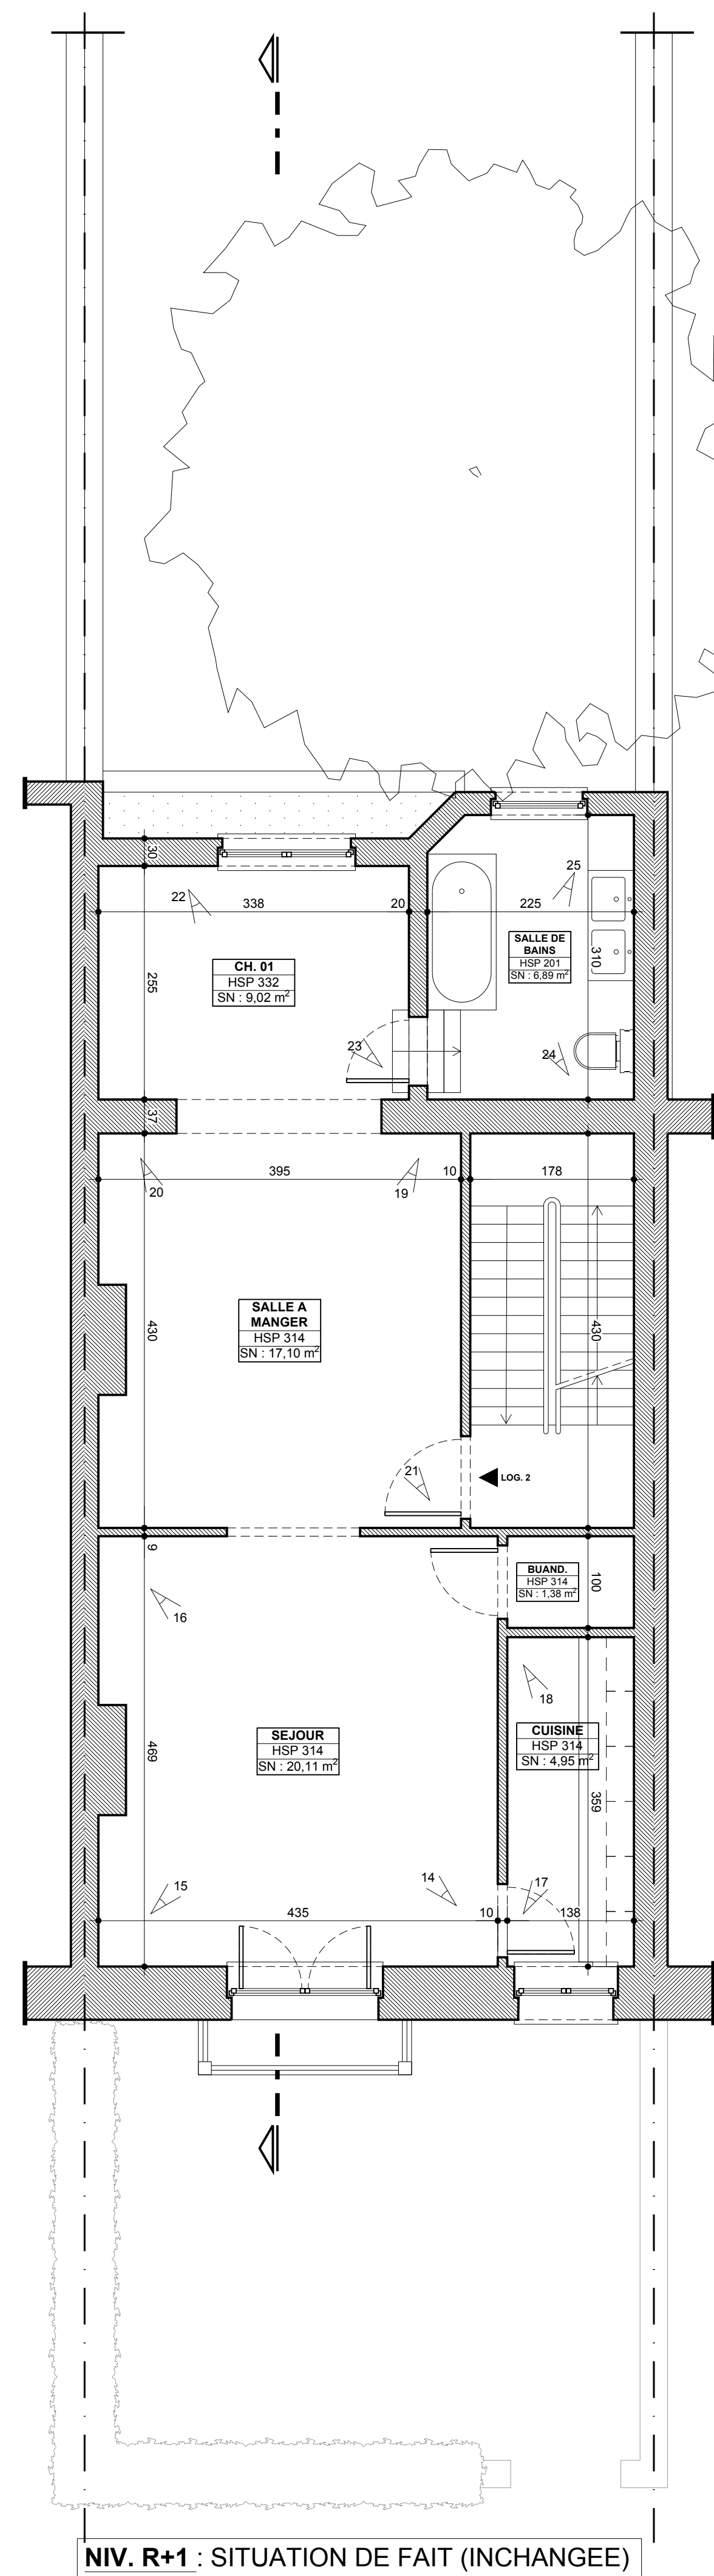 30
22
338
20
225
25
SALLE DE
BAINS
HSP 201
SN : 6,89 m²
310
CH. 01
HSP 332
SN : 9,02 m²
255
23
24
37
20
395
19
10
178
SALLE A
MANGER
HSP 314
SN : 17,10 m²
430
430
21
LOG. 2
9
BUAND.
HSP 314
SN : 1,38 m²
100
16
18
SEJOUR
HSP 314
SN : 20,11 m²
CUISINE
HSP 314
SN : 4,95 m²
469
359
15
14
17
435
10
138
NIV. R+1 : SITUATION DE FAIT (INCHANGEE)